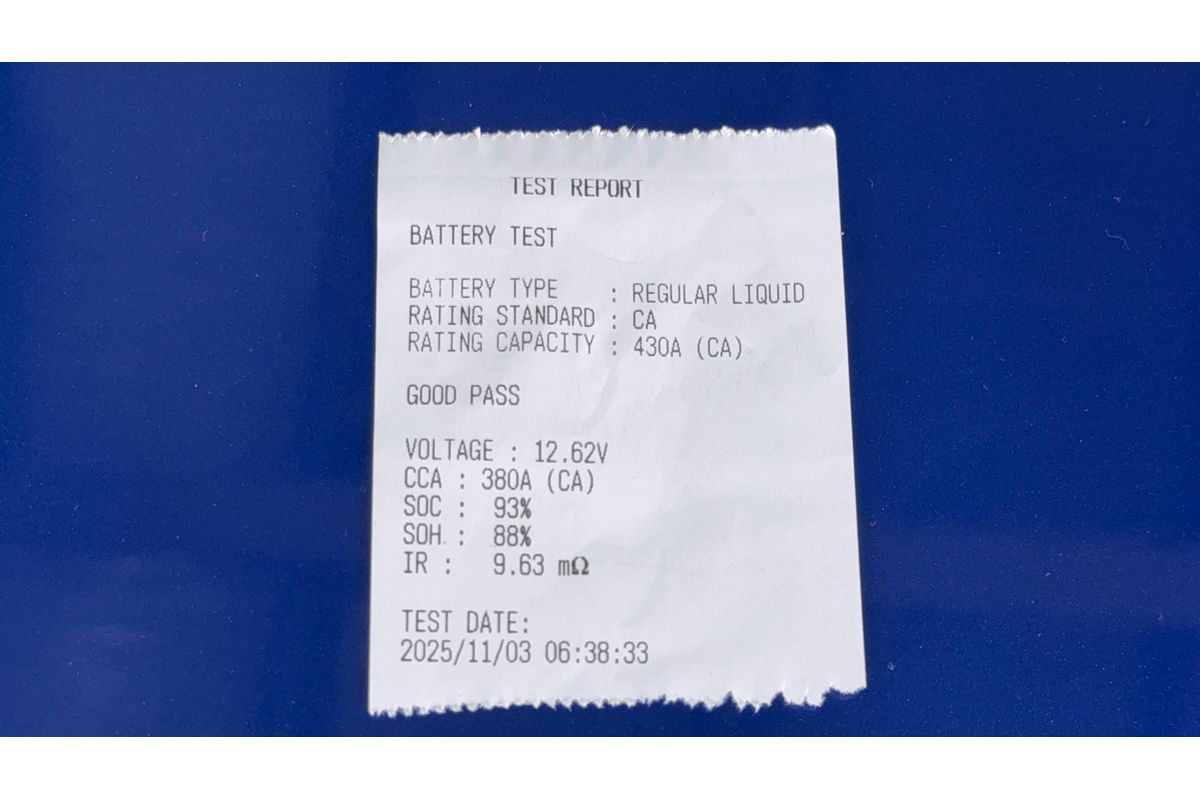 TEST REPORT
BATTERY TEST
BATTERY TYPE : REGULAR LIQUID
RATING STANDARD : CA
RATING CAPACITY : 430A (CA)
GOOD PASS
VOLTAGE : 12.62V
CCA : 380A (CA)
SOC : 93%
SOH : 88%
IR : 9.63 mΩ
TEST DATE:
2025/11/03 06:38:33